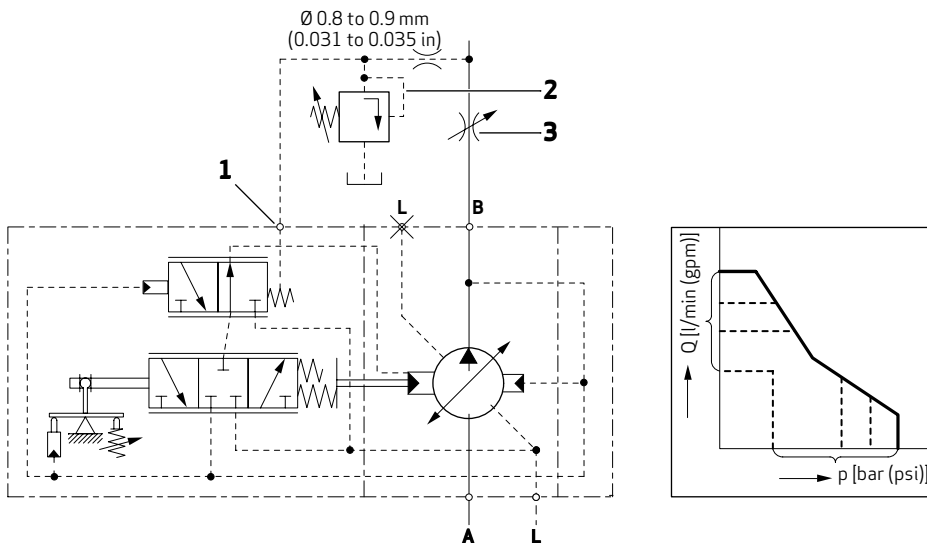 Ø 0.8 to 0.9 mm
(0.031 to 0.035 in)
2
3
1
L
B
A
L
Q [l/min (gpm)]
p [bar (psi)]